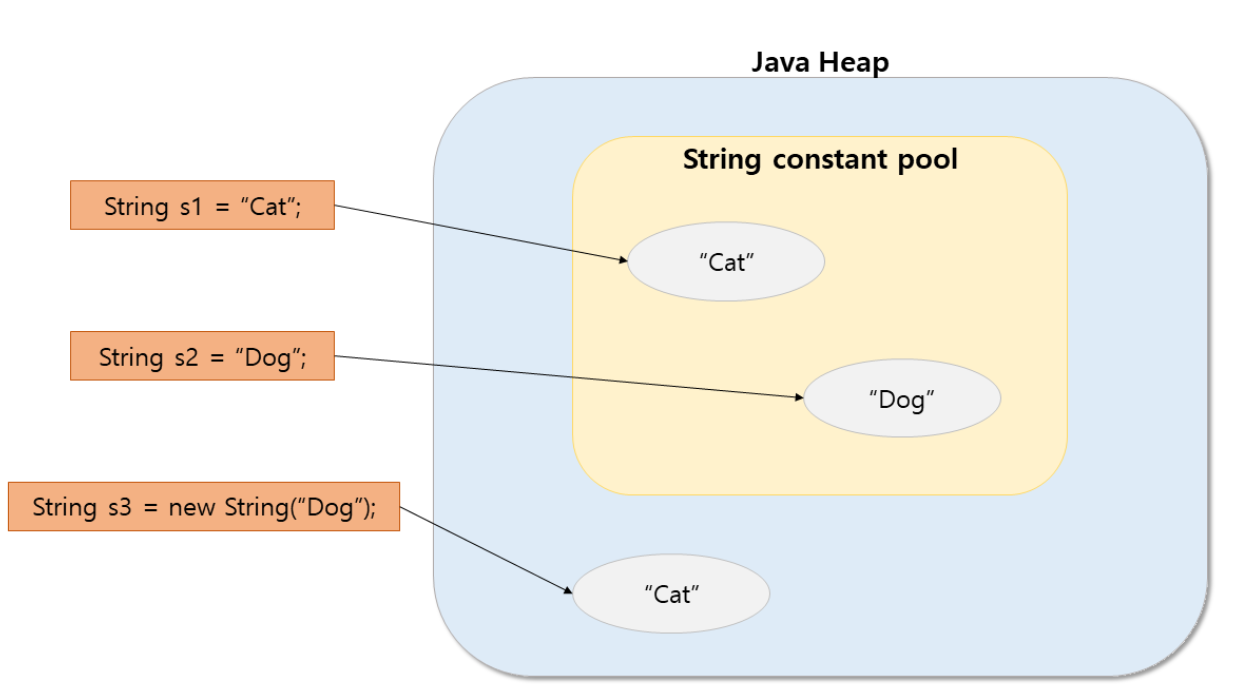 Java Heap
String constant pool
String s1 = “Cat”;
“Cat”
String s2 = “Dog”;
“Dog”
String s3 = new String(“Dog”);
“Cat”